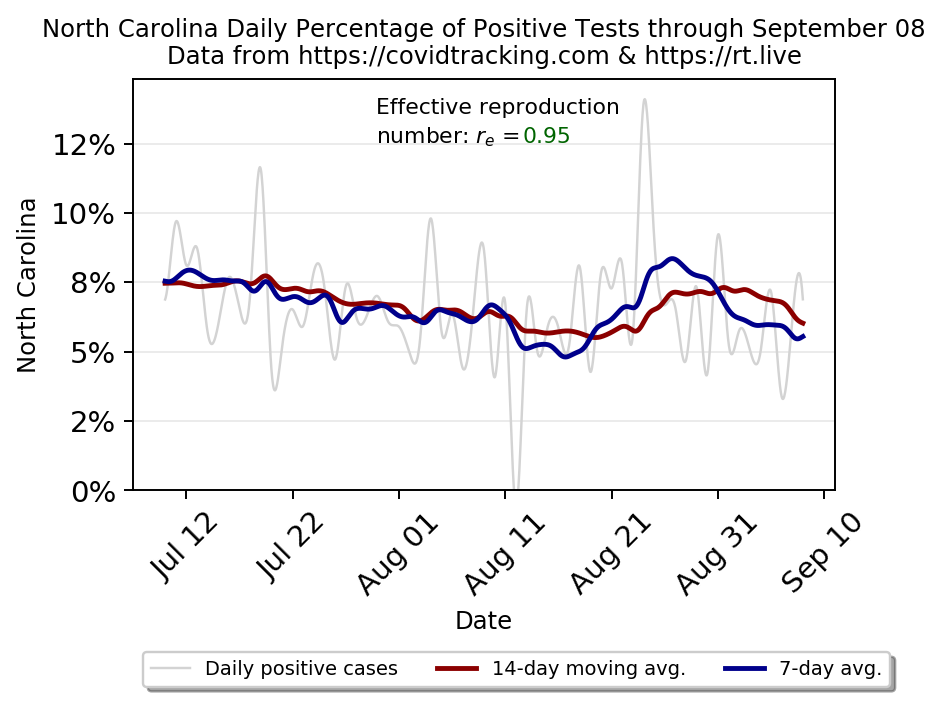 North Carolina Daily Percentage of Positive Tests through September 08
Data from https://covidtracking.com & https://rt.live
Effective reproduction
number: rₑ =0.95
North Carolina
12%
10%
8%
5%
2%
0%
Jul 12
Jul 22
Aug 01
Aug 11
Aug 21
Aug 31
Sep 10
Date
Daily positive cases
14-day moving avg.
7-day avg.